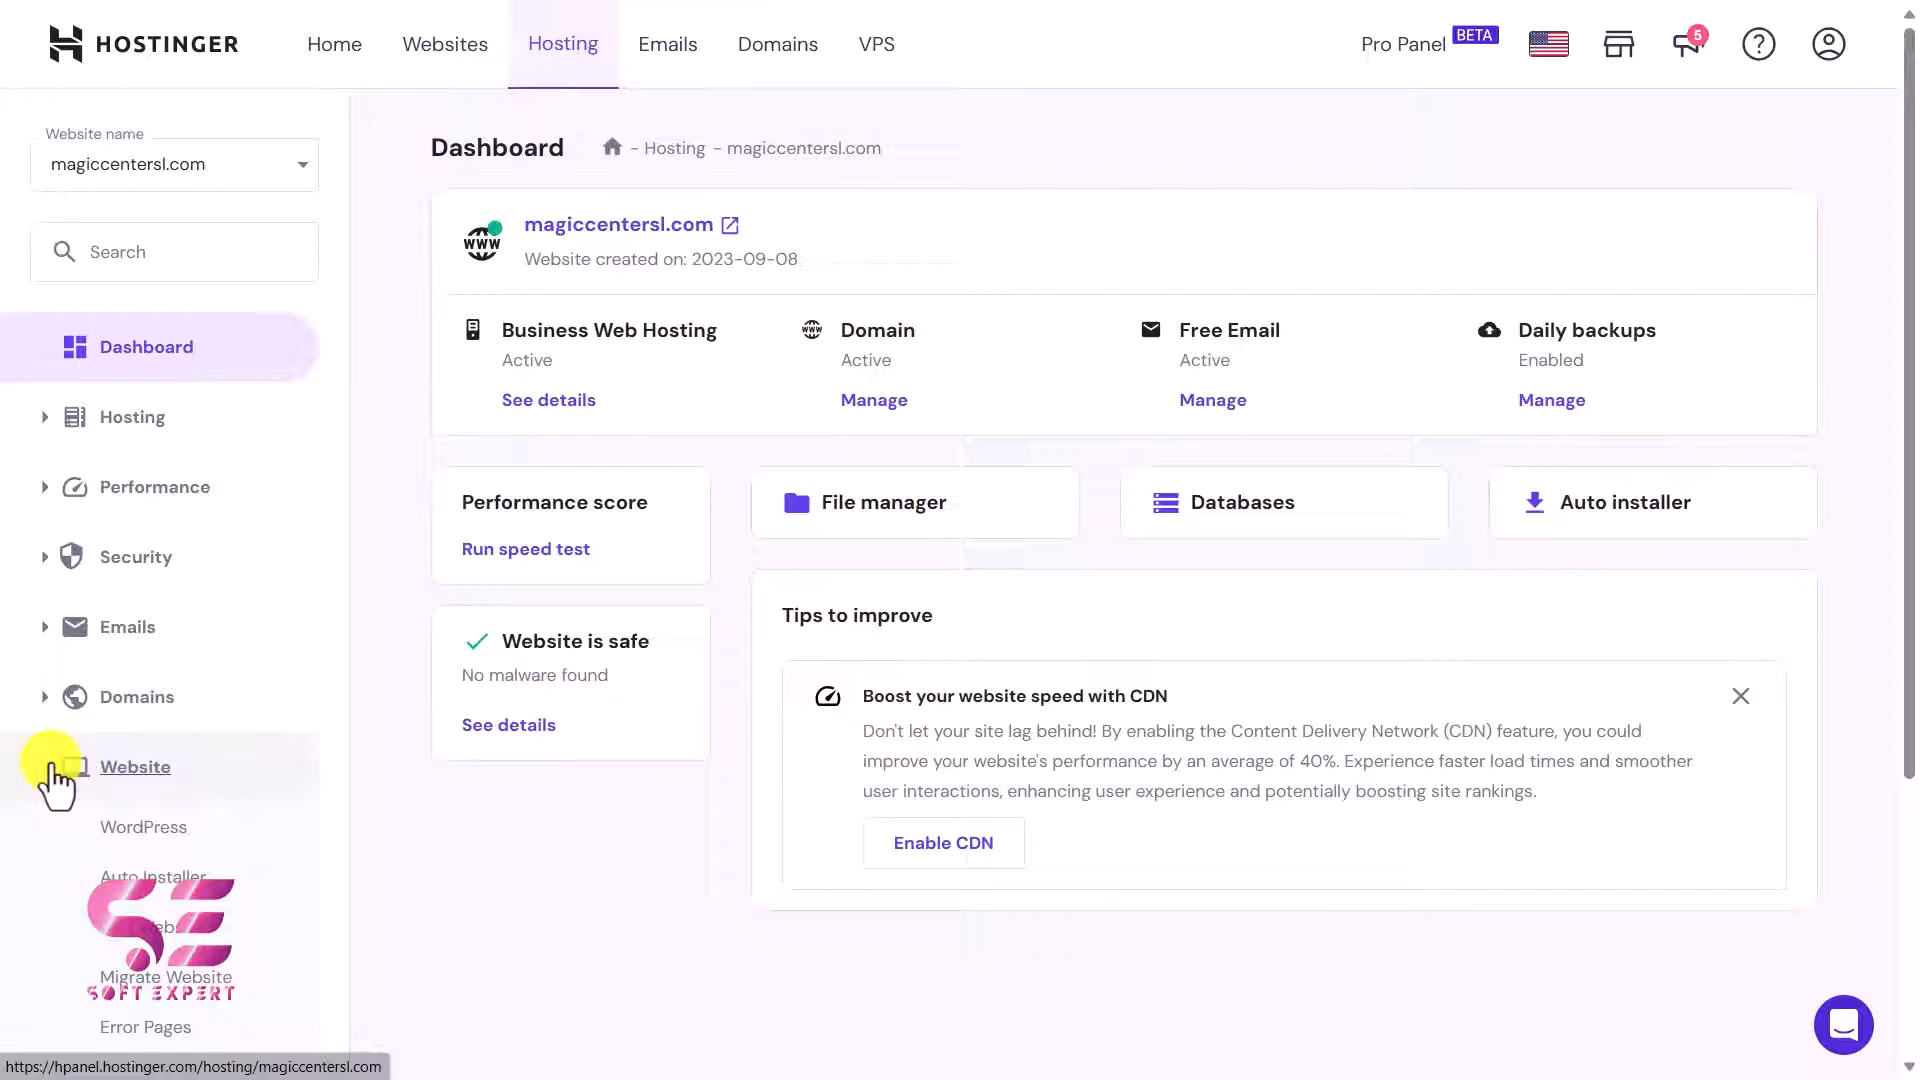 HOSTINGER
Home
Websites
Hosting
Emails
Domains
VPS
Pro Panel BETA
5
Website name
magiccentersl.com
Search
Dashboard
Hosting
Performance
Security
Emails
Domains
Website
WordPress
Auto Installer
Migrate Website
SOFT EXPERT
Error Pages
https://hpanel.hostinger.com/hosting/magiccentersl.com
Dashboard - Hosting - magiccentersl.com
www
magiccentersl.com
Website created on: 2023-09-08
Business Web Hosting
Active
See details
www
Domain
Active
Manage
Free Email
Active
Manage
Daily backups
Enabled
Manage
Performance score
Run speed test
File manager
Databases
Auto installer
Website is safe
No malware found
See details
Tips to improve
Boost your website speed with CDN
Don't let your site lag behind! By enabling the Content Delivery Network (CDN) feature, you could
improve your website's performance by an average of 40%. Experience faster load times and smoother
user interactions, enhancing user experience and potentially boosting site rankings.
Enable CDN